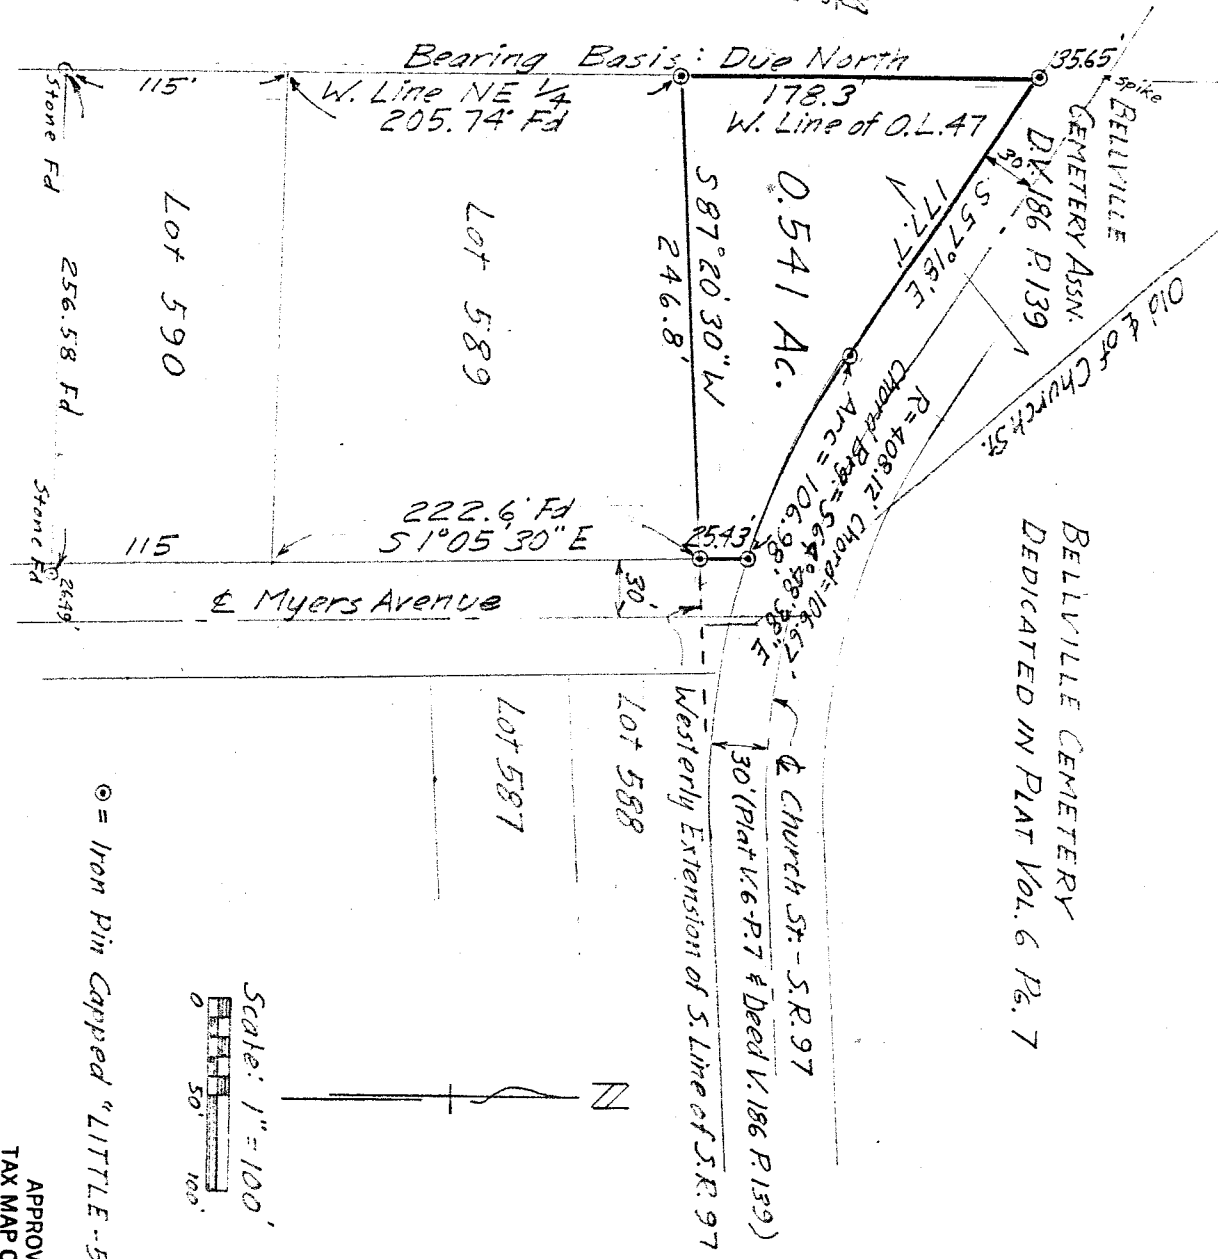 Bearing Basis: Due North
135.65'
spike
115'
W. Line NE 1/4
205.74' Fd
178.3'
W. Line of O.L. 47
Stone Fd
BELLVILLE
CEMETERY ASSN.
D.V. 186 P. 139
30'
S 57° 18' E
177.7'
Old ₵ of Church St.
0.541 Ac.
S 87° 20' 30" W
246.8'
Lot 589
Lot 590
256.58 Fd
Stone Fd
26.49'
115
222.6' Fd
S 1° 05' 30" E
25.43'
R=408.12' Chord=106.67'
Chord Brg.=S 64° 48' 38" E
Arc = 106.98'
₵ Myers Avenue
30'
BELLVILLE CEMETERY
DEDICATED IN PLAT VOL. 6 PG. 7
Lot 588
Lot 587
₵ Church St. - S.R. 97
30' (Plat V.6-P.7 & Deed V. 186 P. 139)
Westerly Extension of S. Line of S.R. 97
N
Scale: 1"=100'
0 50' 100'
= Iron Pin Capped "LITTLE-5
APPROV
TAX MAP O